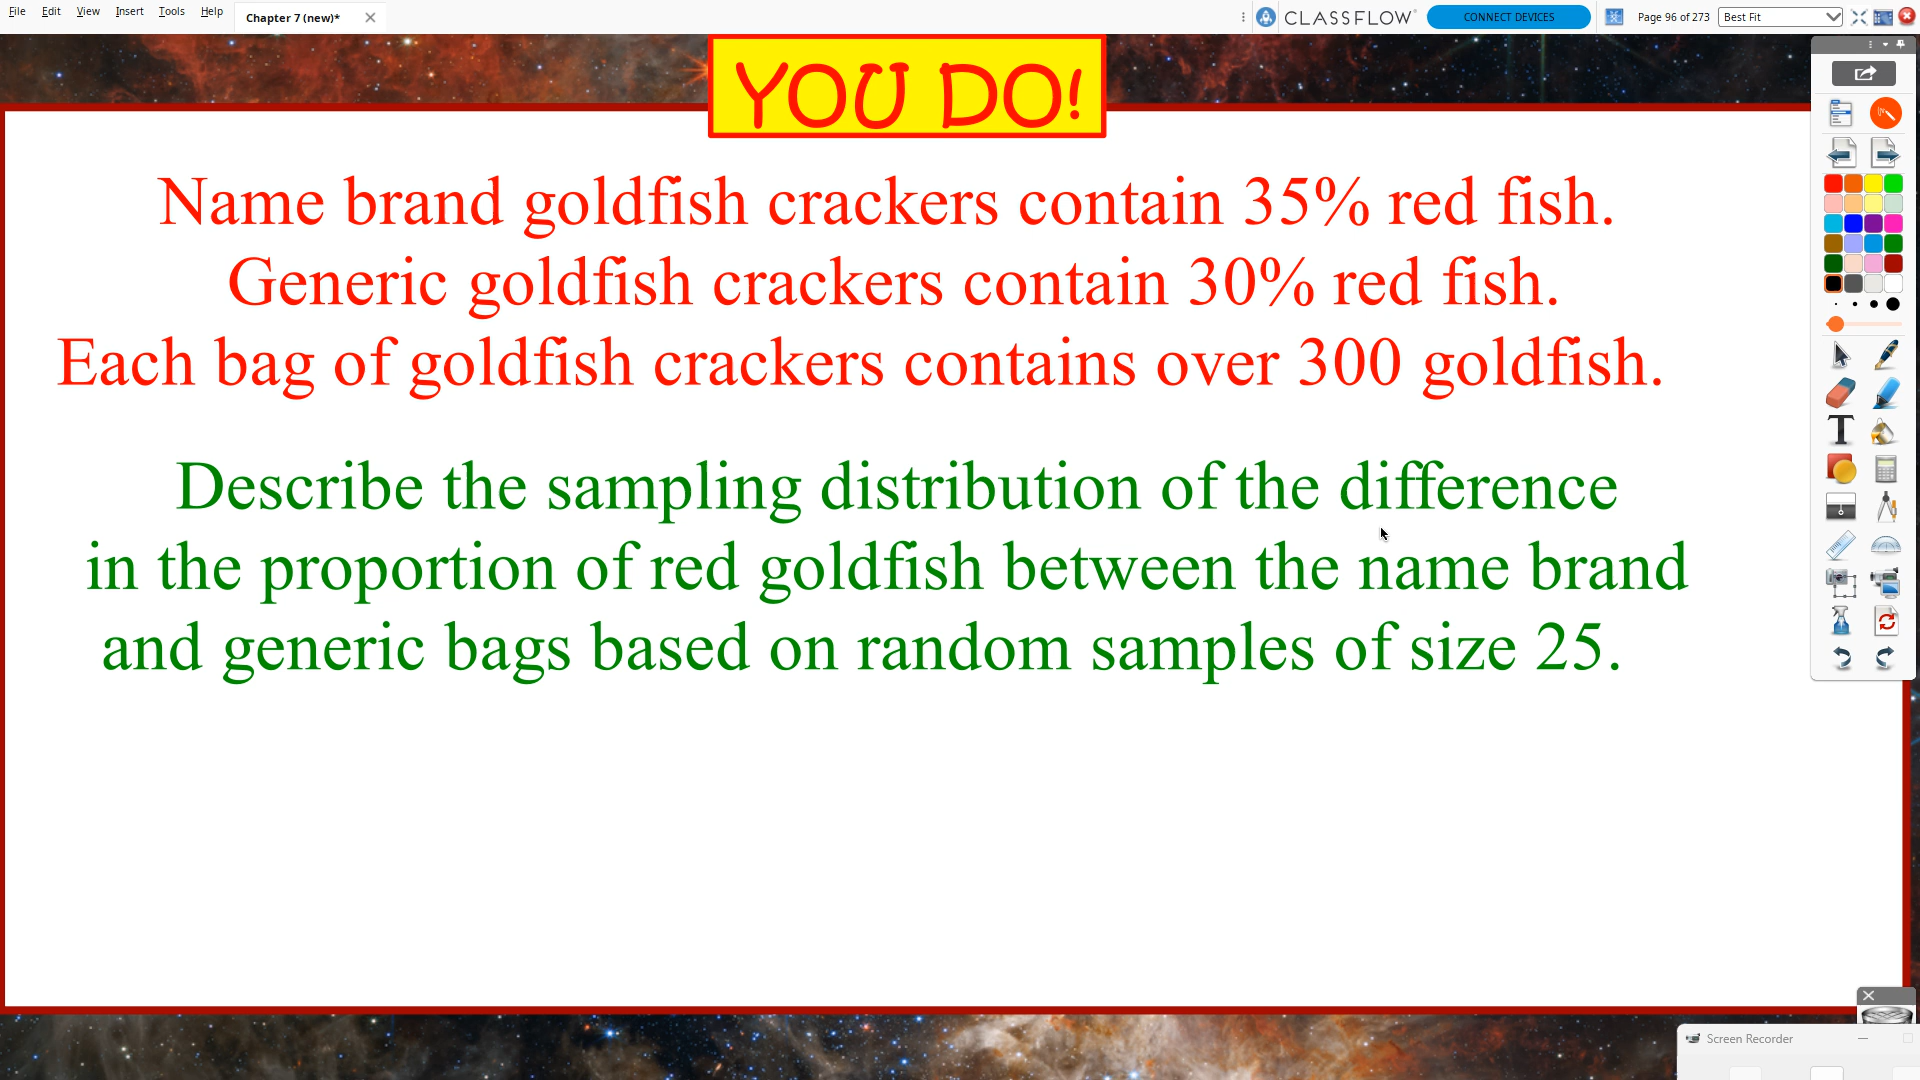 File Edit View Insert Tools Help
Chapter 7 (new)*
CLASSFLOW
CONNECT DEVICES
Page 96 of 273
Best Fit
YOU DO!
Name brand goldfish crackers contain 35% red fish.
Generic goldfish crackers contain 30% red fish.
Each bag of goldfish crackers contains over 300 goldfish.
Describe the sampling distribution of the difference
in the proportion of red goldfish between the name brand
and generic bags based on random samples of size 25.
Screen Recorder